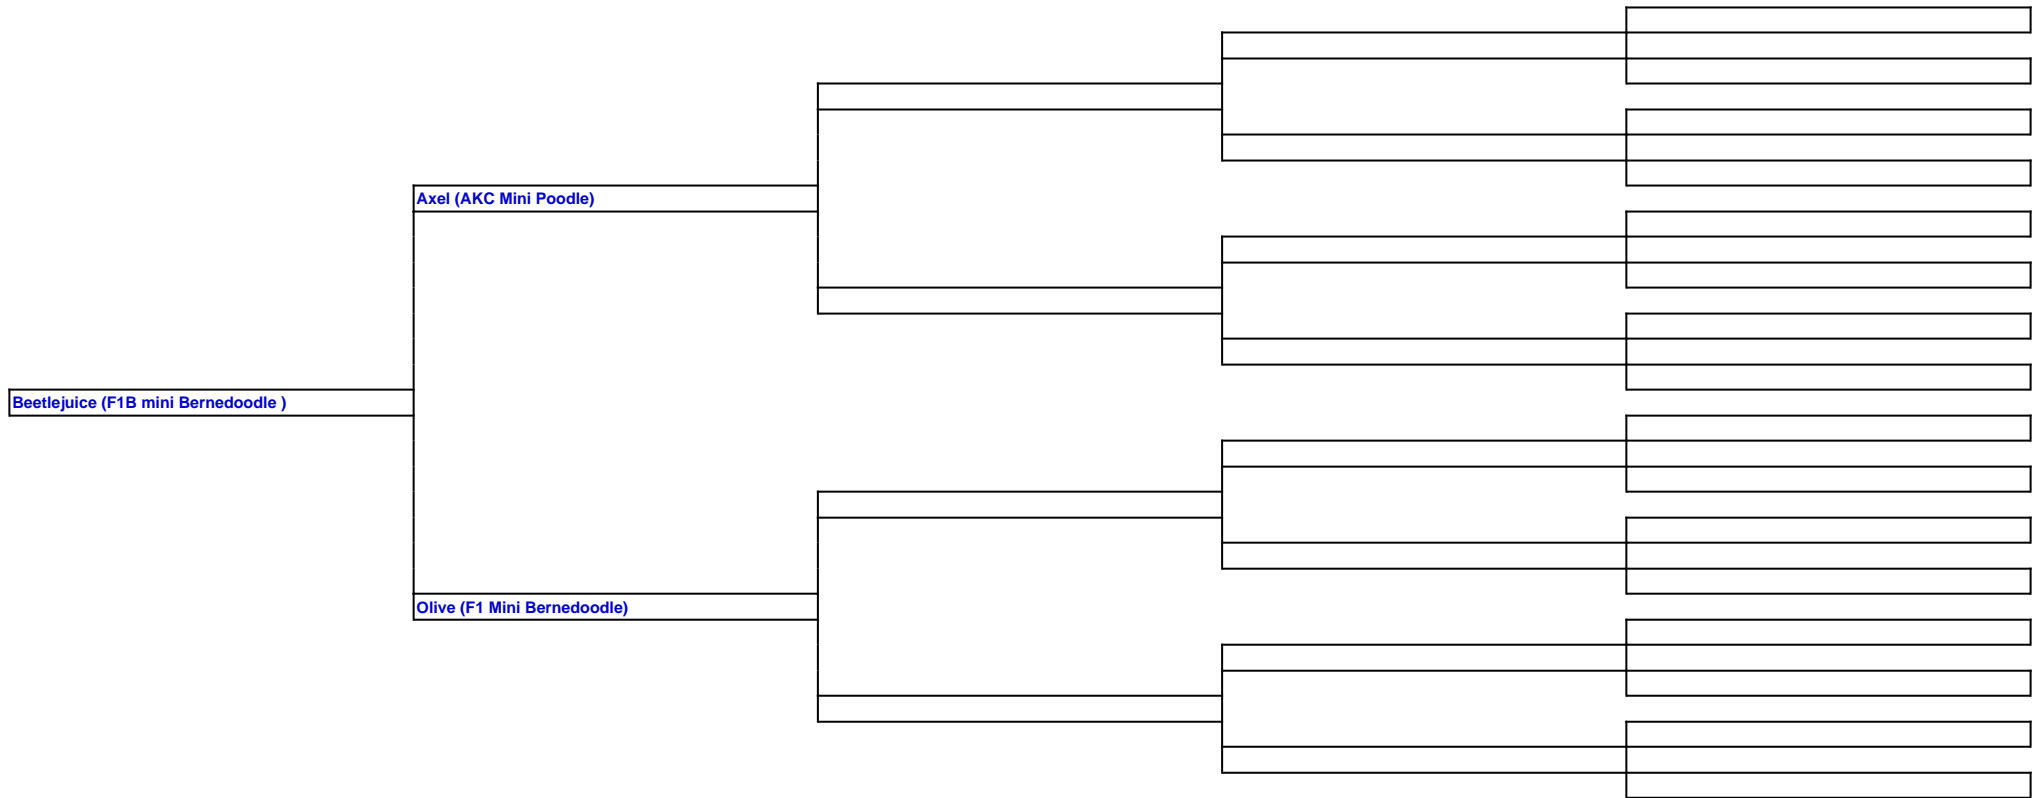 Axel (AKC Mini Poodle)
Beetlejuice (F1B mini Bernedoodle )
Olive (F1 Mini Bernedoodle)